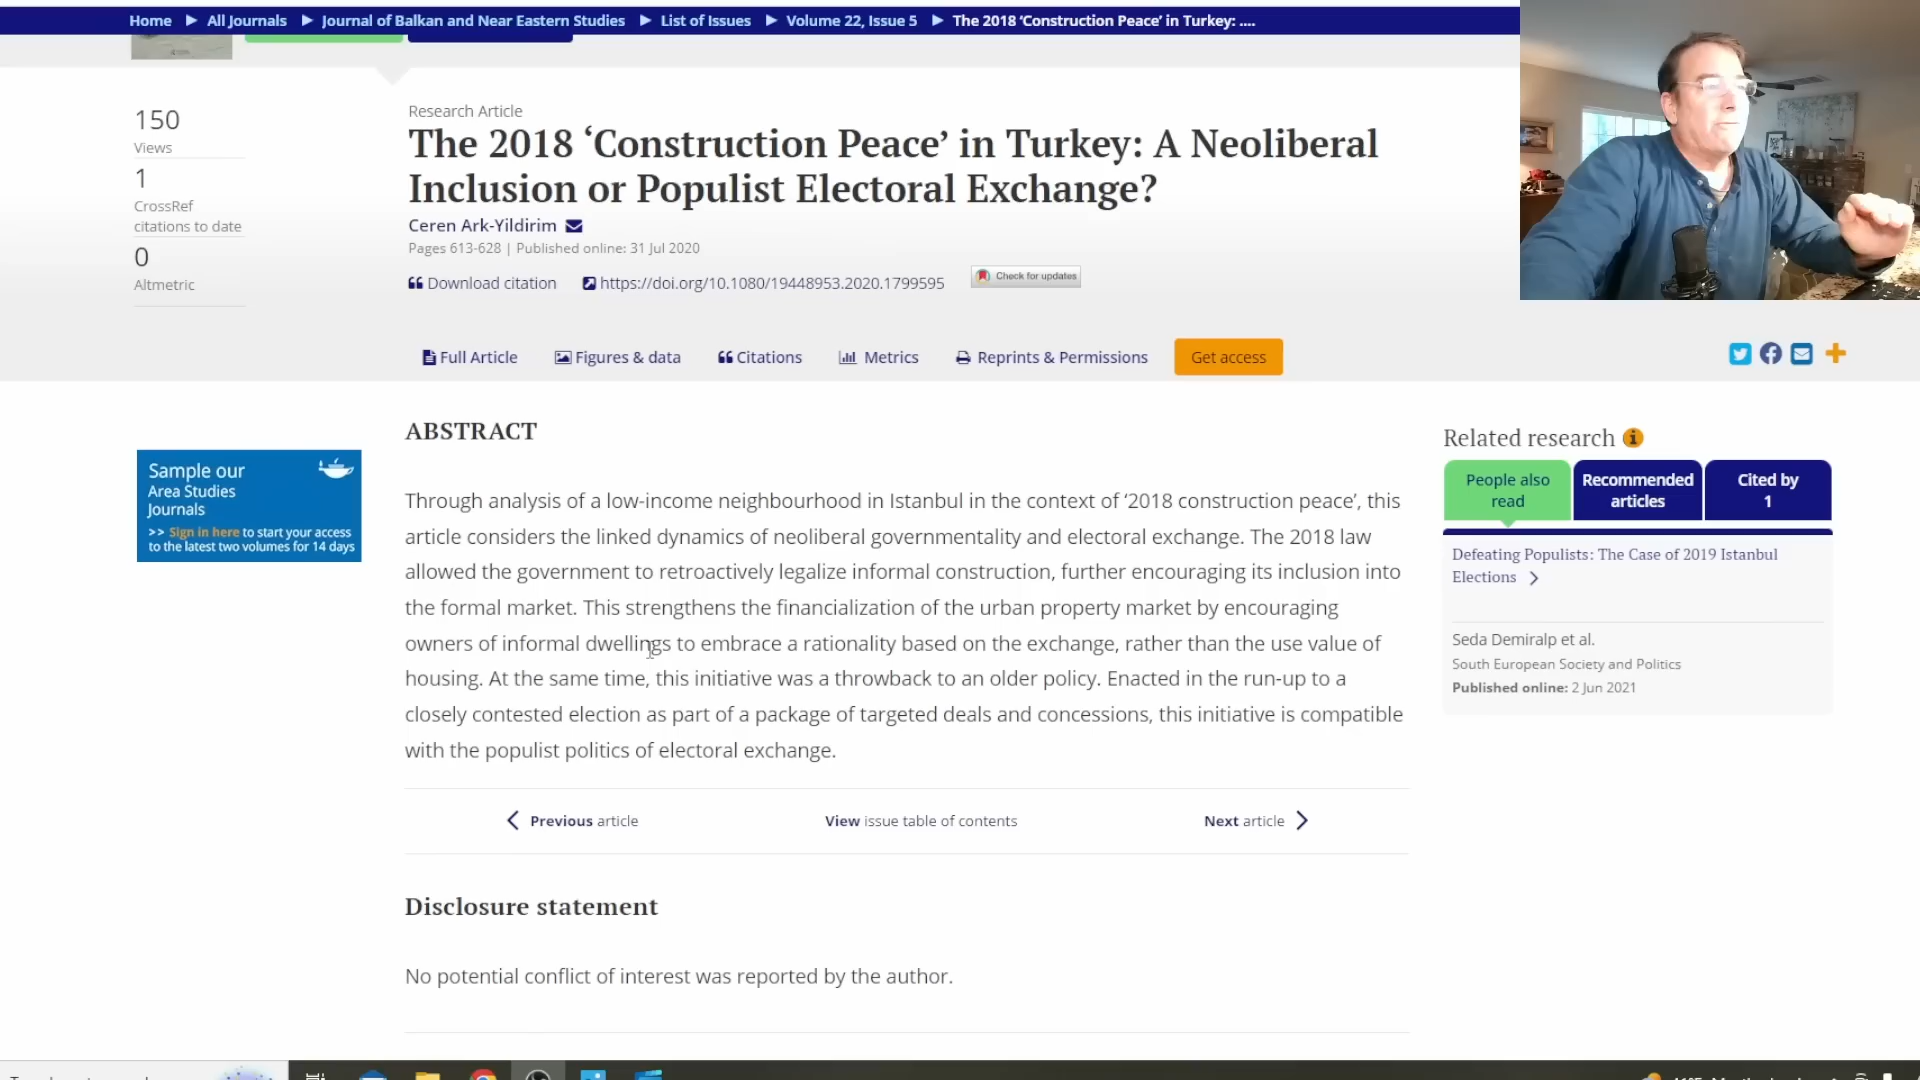 Home ▶ All Journals ▶ Journal of Balkan and Near Eastern Studies ▶ List of Issues ▶ Volume 22, Issue 5 ▶ The 2018 ‘Construction Peace’ in Turkey: ....
150
Views
1
CrossRef
citations to date
0
Altmetric
Research Article
The 2018 ‘Construction Peace’ in Turkey: A Neoliberal
Inclusion or Populist Electoral Exchange?
Ceren Ark-Yildirim
Pages 613-628 | Published online: 31 Jul 2020
Download citation https://doi.org/10.1080/19448953.2020.1799595 Check for updates
Full Article Figures & data Citations Metrics Reprints & Permissions Get access
Sample our
Area Studies
Journals
>> Sign in here to start your access
to the latest two volumes for 14 days
ABSTRACT
Through analysis of a low-income neighbourhood in Istanbul in the context of ‘2018 construction peace’, this
article considers the linked dynamics of neoliberal governmentality and electoral exchange. The 2018 law
allowed the government to retroactively legalize informal construction, further encouraging its inclusion into
the formal market. This strengthens the financialization of the urban property market by encouraging
owners of informal dwellings to embrace a rationality based on the exchange, rather than the use value of
housing. At the same time, this initiative was a throwback to an older policy. Enacted in the run-up to a
closely contested election as part of a package of targeted deals and concessions, this initiative is compatible
with the populist politics of electoral exchange.
Previous article View issue table of contents Next article
Disclosure statement
No potential conflict of interest was reported by the author.
Related research
People also
read
Recommended
articles
Cited by
1
Defeating Populists: The Case of 2019 Istanbul
Elections
Seda Demiralp et al.
South European Society and Politics
Published online: 2 Jun 2021